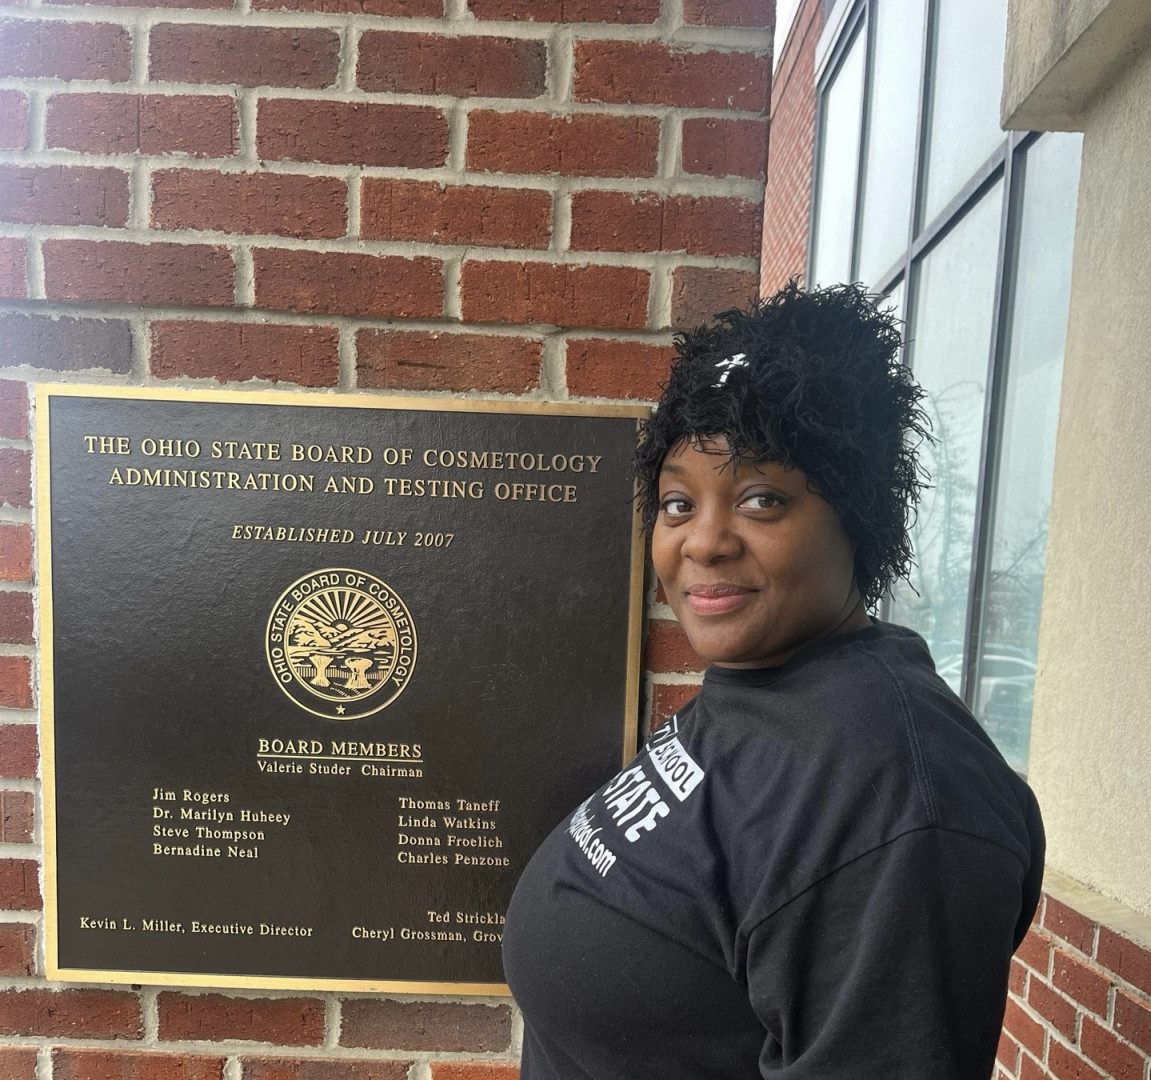 THE OHIO STATE BOARD OF COSMETOLOGY
ADMINISTRATION AND TESTING OFFICE
ESTABLISHED JULY 2007
OHIO STATE BOARD OF COSMETOLOGY
BOARD MEMBERS
Valerie Studer Chairman
Jim Rogers
Dr. Marilyn Huheey
Steve Thompson
Bernadine Neal
Thomas Taneff
Linda Watkins
Donna Froelich
Charles Penzone
Kevin L. Miller, Executive Director
Ted
Cheryl Grossman,
SCHOOL
STATE